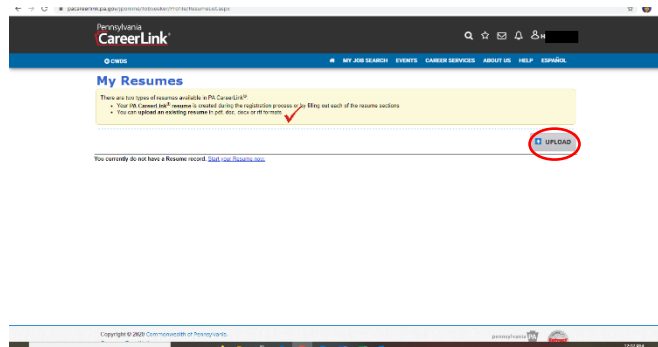 Pennsylvania
CareerLink®
CWDS
MY JOB SEARCH EVENTS CAREER SERVICES ABOUT US HELP ESPAÑOL
My Resumes
There are two types of resumes available in PA CareerLink®
Your PA CareerLink® resume is created during the registration process or by filling out each of the resume sections
You can upload an existing resume in pdf, doc, docx or rtf formats
UPLOAD
You currently do not have a Resume record. Start your Resume now.
Copyright © 2020 Commonwealth of Pennsylvania.
pennsylvania